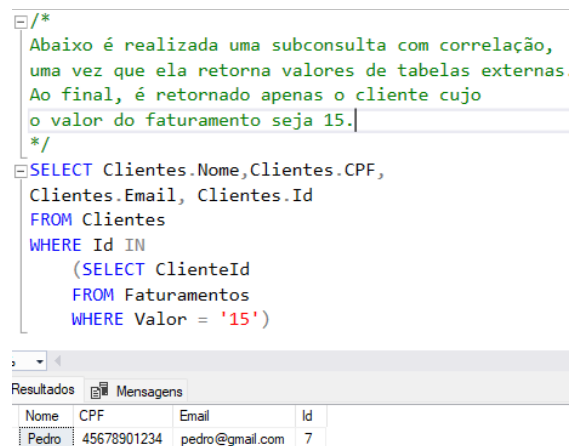 /*
Abaixo é realizada uma subconsulta com correlação,
uma vez que ela retorna valores de tabelas externas.
Ao final, é retornado apenas o cliente cujo
o valor do faturamento seja 15.
*/
SELECT Clientes.Nome,Clientes.CPF,
Clientes.Email, Clientes.Id
FROM Clientes
WHERE Id IN
(SELECT ClienteId
FROM Faturamentos
WHERE Valor = '15')
Resultados Mensagens
Nome CPF Email Id
Pedro 45678901234 pedro@gmail.com 7